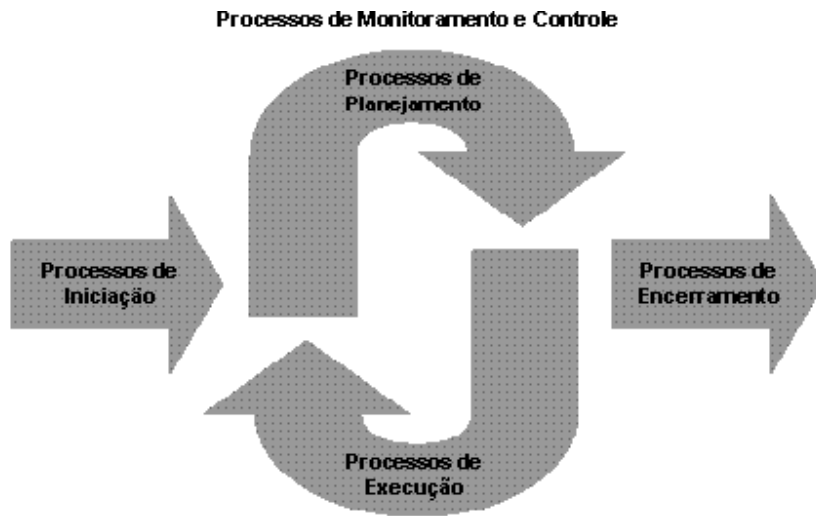 Processos de Monitoramento e Controle
Processos de
Planejamento
Processos de
Iniciação
Processos de
Encerramento
Processos de
Execução